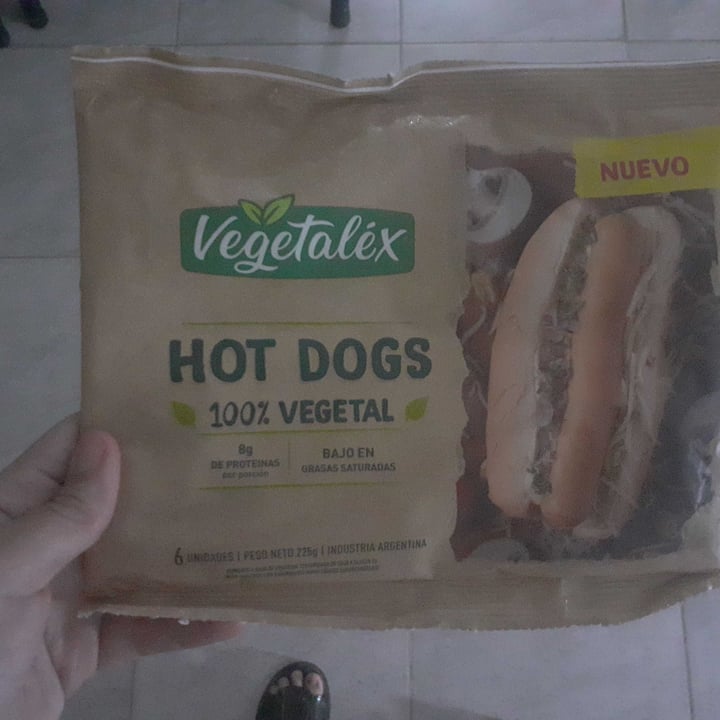 NUEVO
Vegetaléx
HOT DOGS
100% VEGETAL
8g
DE PROTEINAS
por porción
BAJO EN
GRASAS SATURADAS
6 UNIDADES | PESO NETO 225g | INDUSTRIA ARGENTINA